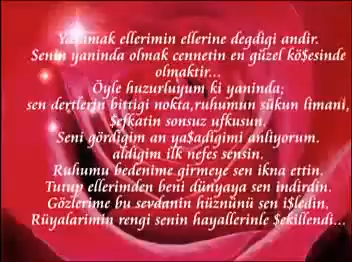 Yaşamak ellerimin ellerine degdigi andir.
Senin yaninda olmak cennetin en güzel kö$esinde
olmaktir...
Öyle huzurluyum ki yaninda;
sen dertlerin bittigi nokta,ruhumun sükun limani,
$efkatin sonsuz ufkusun.
Seni gördigim an ya$adigimi anliyorum.
aldigim ilk nefes sensin.
Ruhumu bedenime girmeye sen ikna ettin.
Tutup ellerimden beni dünyaya sen indirdin.
Gözlerime bu sevdanin hüznünü sen i$ledin,
Rüyalarimin rengi senin hayallerinle $ekillendi...